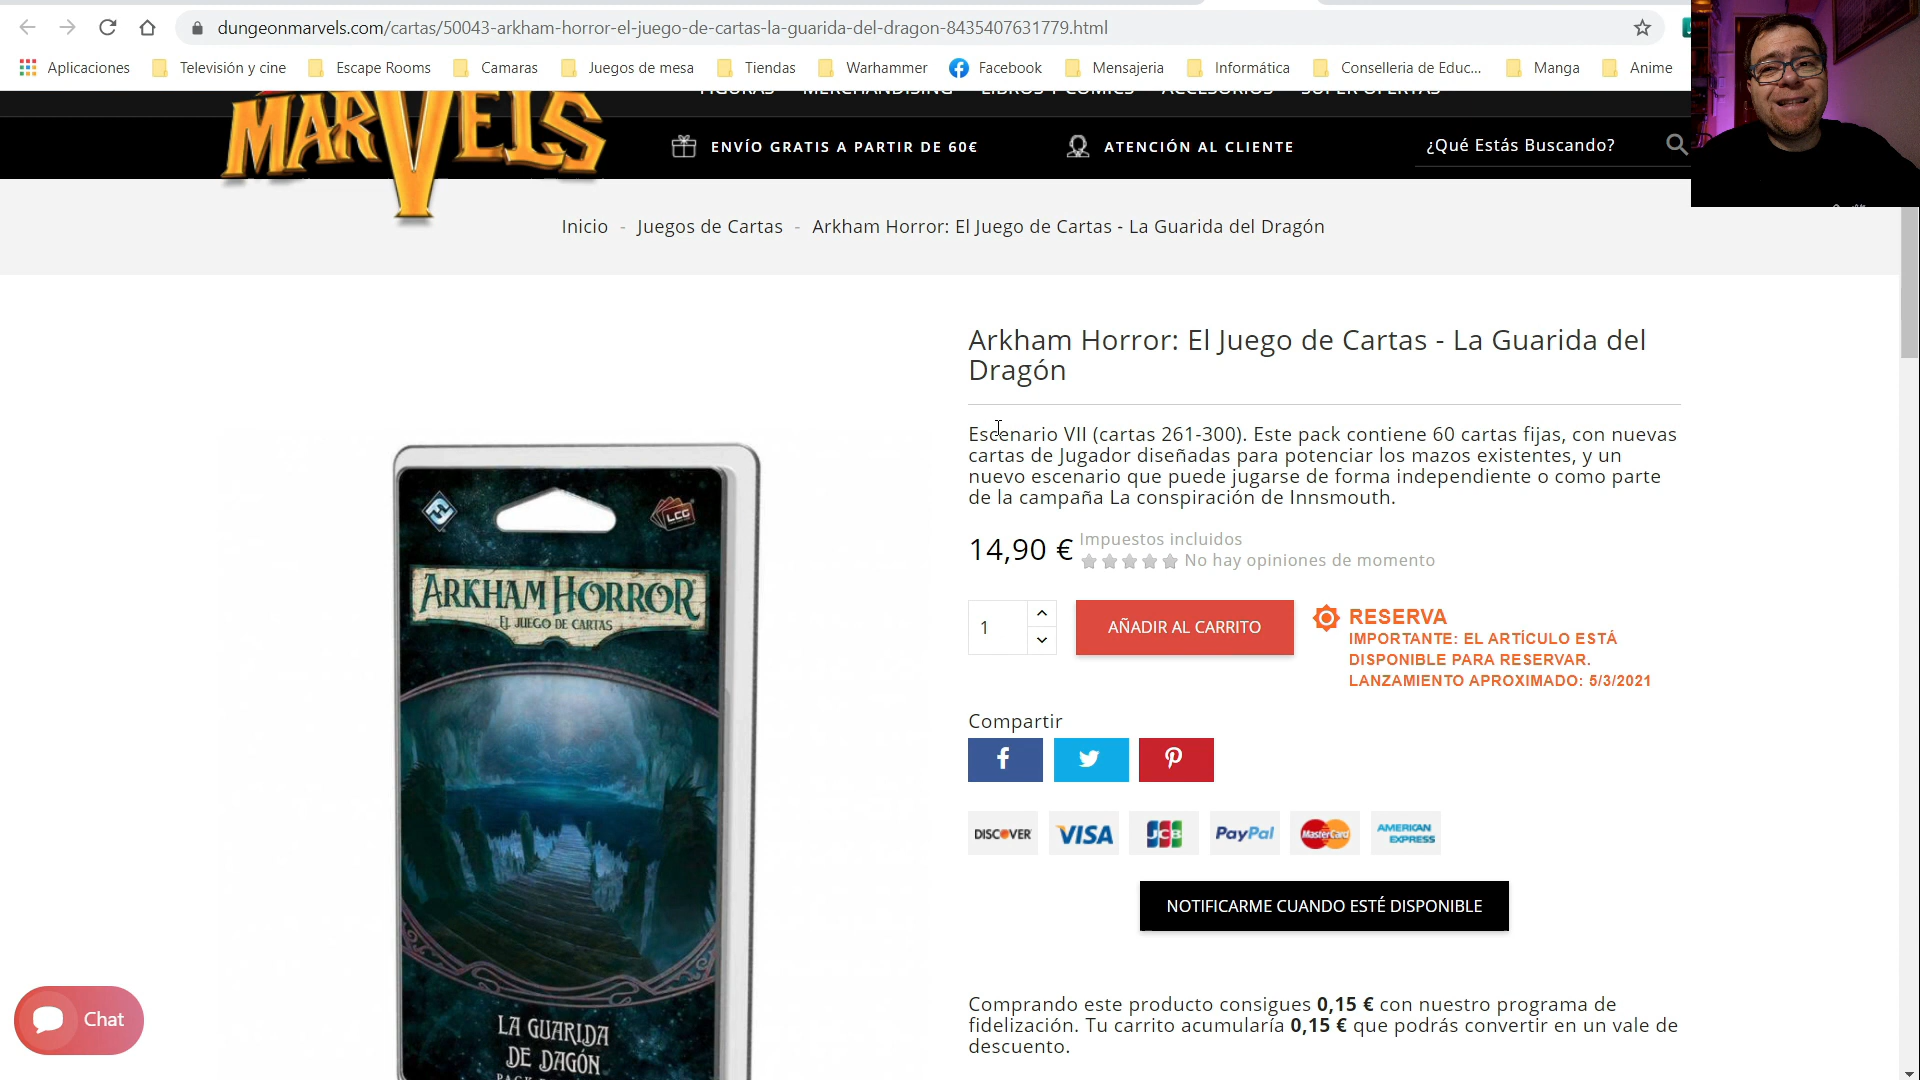 dungeonmarvels.com/cartas/50043-arkham-horror-el-juego-de-cartas-la-guarida-del-dragon-8435407631779.html
Aplicaciones Televisión y cine Escape Rooms Camaras Juegos de mesa Tiendas Warhammer Facebook Mensajeria Informática Conselleria de Educ... Manga Anime
FIGURAS MERCHANDISING LIBROS Y COMICS ACCESORIOS SUPER OFERTAS
MARVELS
ENVÍO GRATIS A PARTIR DE 60€ ATENCIÓN AL CLIENTE ¿Qué Estás Buscando?
Inicio - Juegos de Cartas - Arkham Horror: El Juego de Cartas - La Guarida del Dragón
Arkham Horror: El Juego de Cartas - La Guarida del
Dragón
Escenario VII (cartas 261-300). Este pack contiene 60 cartas fijas, con nuevas
cartas de Jugador diseñadas para potenciar los mazos existentes, y un
nuevo escenario que puede jugarse de forma independiente o como parte
de la campaña La conspiración de Innsmouth.
14,90 € Impuestos incluidos
No hay opiniones de momento
1 AÑADIR AL CARRITO RESERVA
IMPORTANTE: EL ARTÍCULO ESTÁ
DISPONIBLE PARA RESERVAR.
LANZAMIENTO APROXIMADO: 5/3/2021
Compartir
DISCOVER VISA JCB PayPal MasterCard AMERICAN EXPRESS
NOTIFICARME CUANDO ESTÉ DISPONIBLE
Comprando este producto consigues 0,15 € con nuestro programa de
fidelización. Tu carrito acumularía 0,15 € que podrás convertir en un vale de
descuento.
LCG
ARKHAM HORROR
EL JUEGO DE CARTAS
LA GUARIDA
DE DAGÓN
Chat